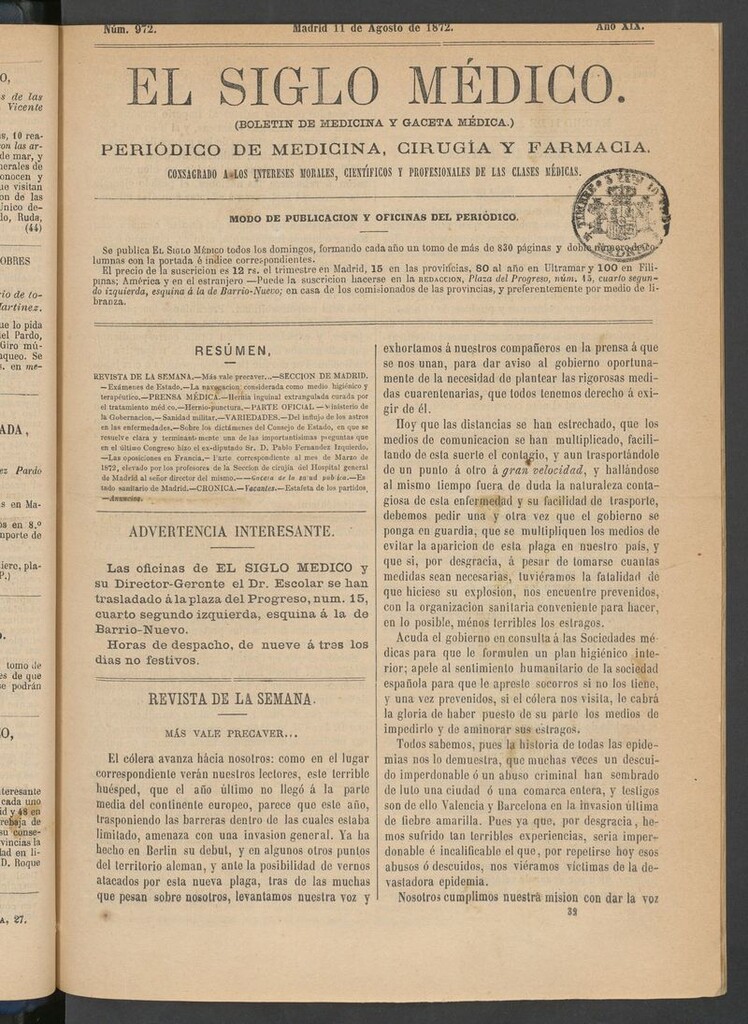 Núm. 972. Madrid 11 de Agosto de 1872. Año XIX.
EL SIGLO MÉDICO.
(BOLETIN DE MEDICINA Y GACETA MÉDICA.)
PERIÓDICO DE MEDICINA, CIRUGÍA Y FARMACIA,
CONSAGRADO A LOS INTERESES MORALES, CIENTÍFICOS Y PROFESIONALES DE LAS CLASES MÉDICAS.
MODO DE PUBLICACION Y OFICINAS DEL PERIÓDICO.
Se publica EL SIGLO MÉDICO todos los domingos, formando cada año un tomo de más de 830 páginas y doble número de co-
lumnas con la portada é índice correspondientes.
El precio de la suscricion es 12 rs. el trimestre en Madrid, 15 en las provincias, 80 al año en Ultramar y 100 en Fili-
pinas; América y en el estranjero —Puede la suscricion hacerse en la REDACCION, Plaza del Progreso, núm. 15, cuarto segun-
do izquierda, esquina á la de Barrio-Nuevo; en casa de los comisionados de las provincias, y preferentemente por medio de li-
branza.
RESÚMEN,
REVISTA DE LA SEMANA.—Más vale precaver...—SECCION DE MADRID.
—Exámenes de Estado.—La navegacion considerada como medio higiénico y
terapéutico.—PRENSA MÉDICA.—Hernia inguinal extrangulada curada por
el tratamiento méd co.—Hernio-punctura.—PARTE OFICIAL —Ministerio de
la Gobernacion.—Sanidad militar.—VARIEDADES.—Del influjo de los astros
en las enfermedades.—Sobre los dictámenes del Consejo de Estado, en que se
resuelve clara y terminantemente una de las importantísimas preguntas que
en el último Congreso hizo el ex-diputado Sr. D. Pablo Fernandez Izquierdo.
—Las oposiciones en Francia.—Parte correspondiente al mes de Marzo de
1872, elevado por los profesores de la Seccion de cirujía del Hospital general
de Madrid al señor director del mismo.—Gaceta de la salud pública.—Es-
tado sanitario de Madrid.—CRONICA.—Vacantes.—Estafeta de los partidos.
—Anuncios.
ADVERTENCIA INTERESANTE.
Las oficinas de EL SIGLO MEDICO y
su Director-Gerente el Dr. Escolar se han
trasladado á la plaza del Progreso, num. 15,
cuarto segundo izquierda, esquina á la de
Barrio-Nuevo.
Horas de despacho, de nueve á tres los
dias no festivos.
REVISTA DE LA SEMANA.
MÁS VALE PRECAVER...
El cólera avanza hácia nosotros: como en el lugar
correspondiente verán nuestros lectores, este terrible
huésped, que el año último no llegó á la parte
media del continente europeo, parece que este año,
trasponiendo las barreras dentro de las cuales estaba
limitado, amenaza con una invasion general. Ya ha
hecho en Berlin su debut, y en algunos otros puntos
del territorio aleman, y ante la posibilidad de vernos
atacados por esta nueva plaga, tras de las muchas
que pesan sobre nosotros, levantamos nuestra voz y
exhortamos á nuestros compañeros en la prensa á que
se nos unan, para dar aviso al gobierno oportuna-
mente de la necesidad de plantear las rigorosas medi-
das cuarentenarias, que todos tenemos derecho á exi-
gir de él.
Hoy que las distancias se han estrechado, que los
medios de comunicacion se han multiplicado, facili-
tando de esta suerte el contagio, y aun trasportándole
de un punto á otro á gran velocidad, y hallándose
al mismo tiempo fuera de duda la naturaleza conta-
giosa de esta enfermedad y su facilidad de trasporte,
debemos pedir una y otra vez que el gobierno se
ponga en guardia, que se multipliquen los medios de
evitar la aparicion de esta plaga en nuestro país, y
que si, por desgracia, á pesar de tomarse cuantas
medidas sean necesarias, tuviéramos la fatalidad de
que hiciese su explosion, nos encuentre prevenidos,
con la organizacion sanitaria conveniente para hacer,
en lo posible, ménos terribles los estragos.
Acuda el gobierno en consulta á las Sociedades mé-
dicas para que le formulen un plan higiénico inte-
rior; apele al sentimiento humanitario de la sociedad
española para que le apreste socorros si no los tiene,
y una vez prevenidos, si el cólera nos visita, le cabrá
la gloria de haber puesto de su parte los medios de
impedirlo y de aminorar sus estragos.
Todos sabemos, pues la historia de todas las epide-
mias nos lo demuestra, que muchas veces un descui-
do imperdonable ó un abuso criminal han sembrado
de luto una ciudad ó una comarca entera, y testigos
son de ello Valencia y Barcelona en la invasion última
de fiebre amarilla. Pues ya que, por desgracia, he-
mos sufrido tan terribles experiencias, seria imper-
donable é incalificable el que, por repetirse hoy esos
abusos ó descuidos, nos viéramos víctimas de la de-
vastadora epidemia.
Nosotros cumplimos nuestra mision con dar la voz
32